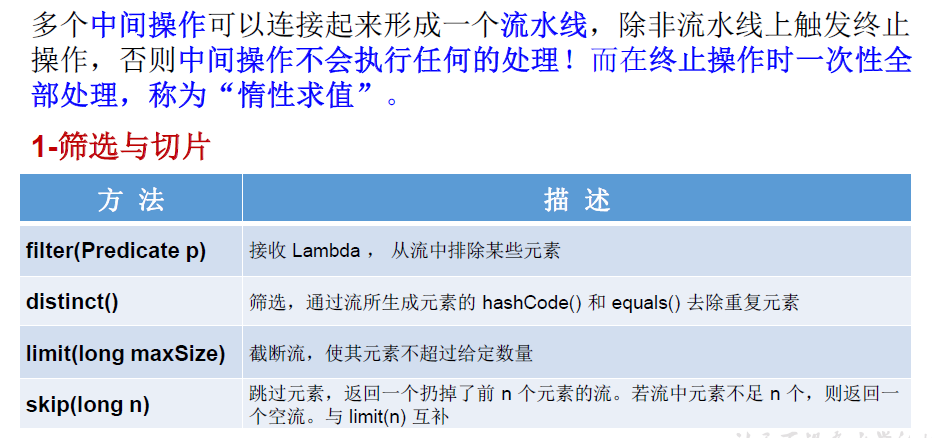 多个中间操作可以连接起来形成一个流水线，除非流水线上触发终止
操作，否则中间操作不会执行任何的处理！而在终止操作时一次性全
部处理，称为“惰性求值”。
1-筛选与切片
方 法 描 述
filter(Predicate p) 接收 Lambda ， 从流中排除某些元素
distinct() 筛选，通过流所生成元素的 hashCode() 和 equals() 去除重复元素
limit(long maxSize) 截断流，使其元素不超过给定数量
skip(long n) 跳过元素，返回一个扔掉了前 n 个元素的流。若流中元素不足 n 个，则返回一
个空流。与 limit(n) 互补